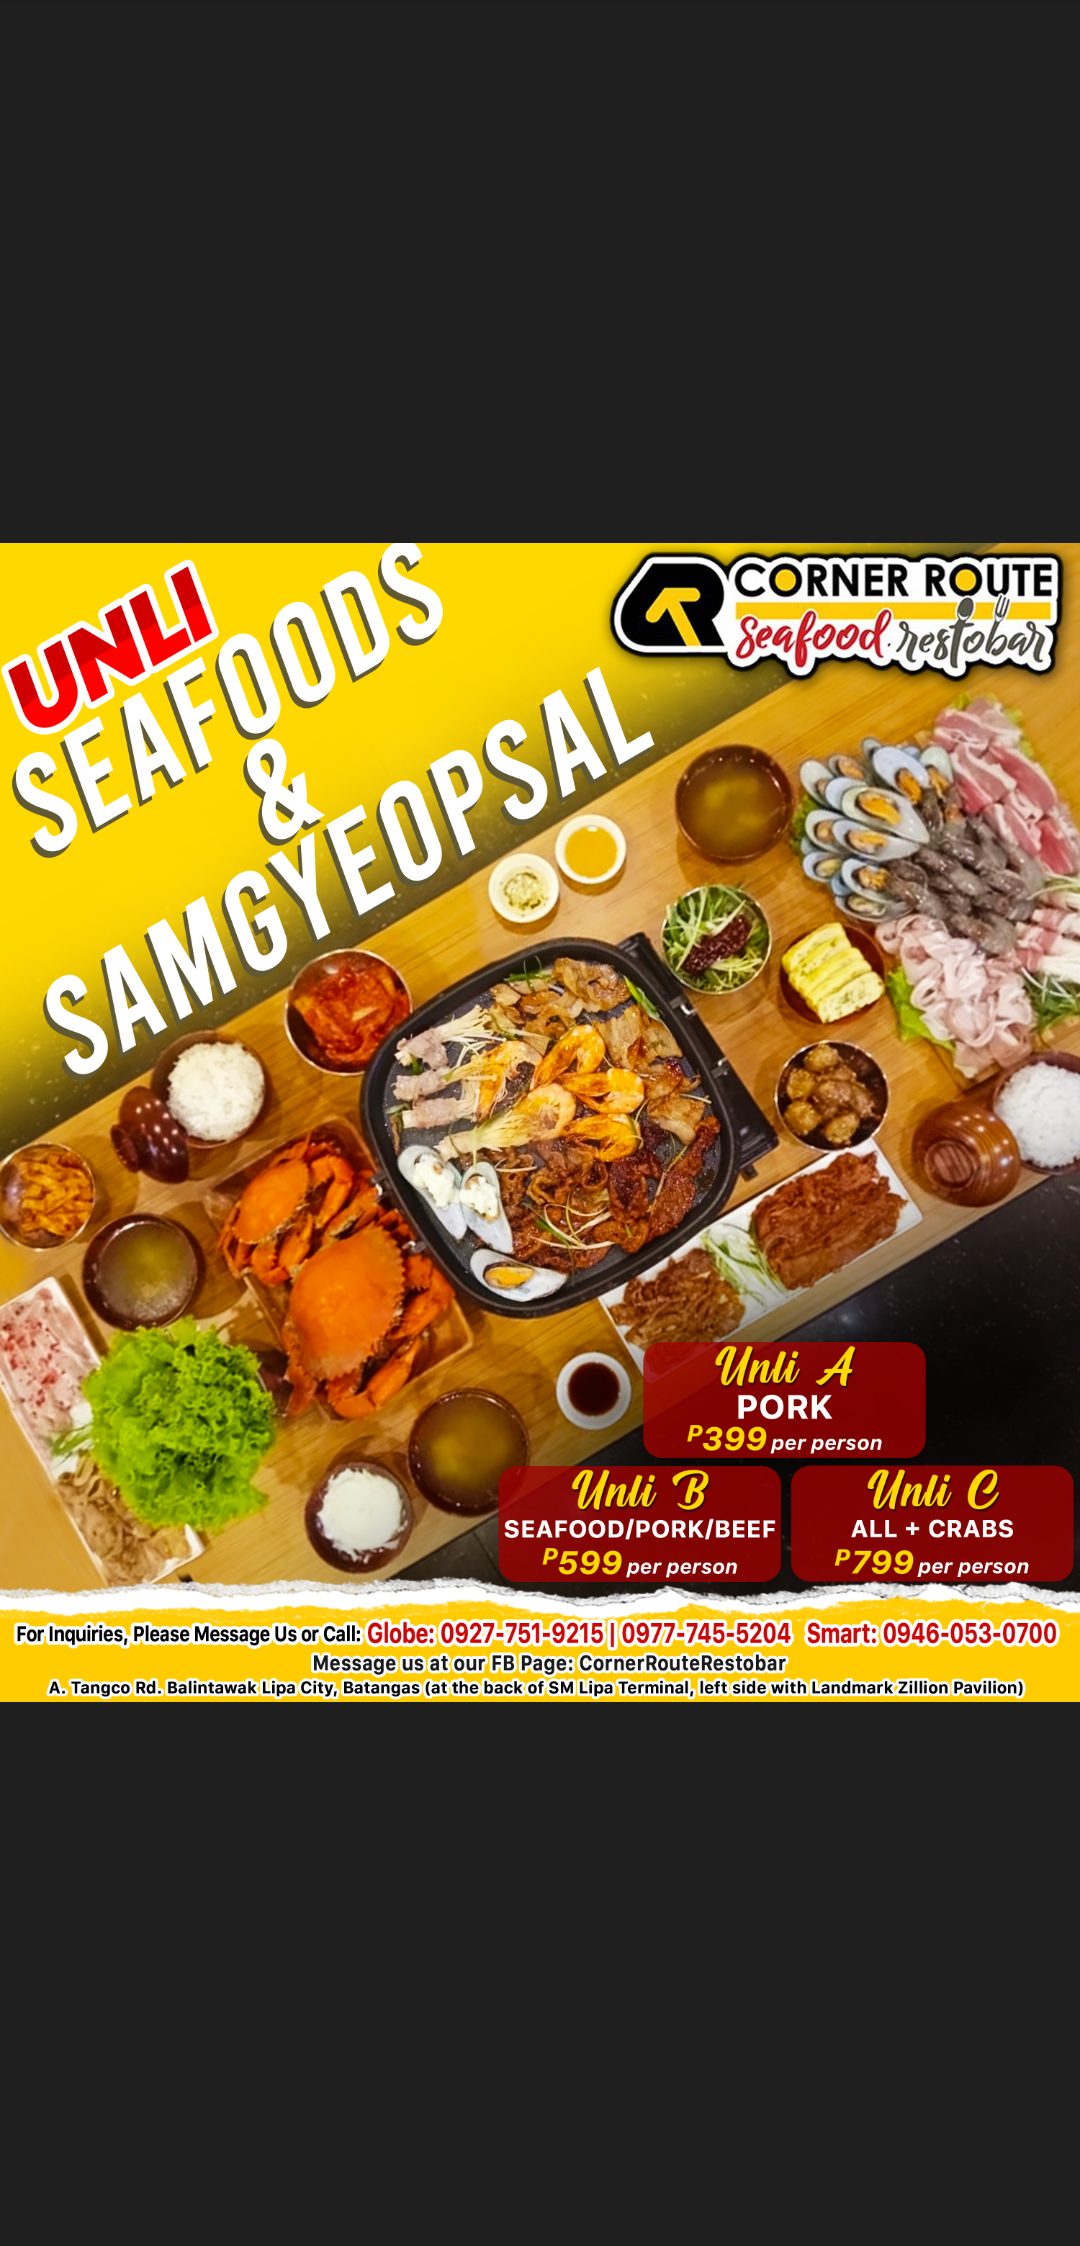 UNLI
SEAFOODS
&
SAMGYEOPSAL
CORNER ROUTE
seafood restobar
Unli A
PORK
₱399 per person
Unli B
SEAFOOD/PORK/BEEF
₱599 per person
Unli C
ALL + CRABS
₱799 per person
For Inquiries, Please Message Us or Call: Globe: 0927-751-9215 | 0977-745-5204 Smart: 0946-053-0700
Message us at our FB Page: CornerRouteRestobar
A. Tangco Rd. Balintawak Lipa City, Batangas (at the back of SM Lipa Terminal, left side with Landmark Zillion Pavilion)